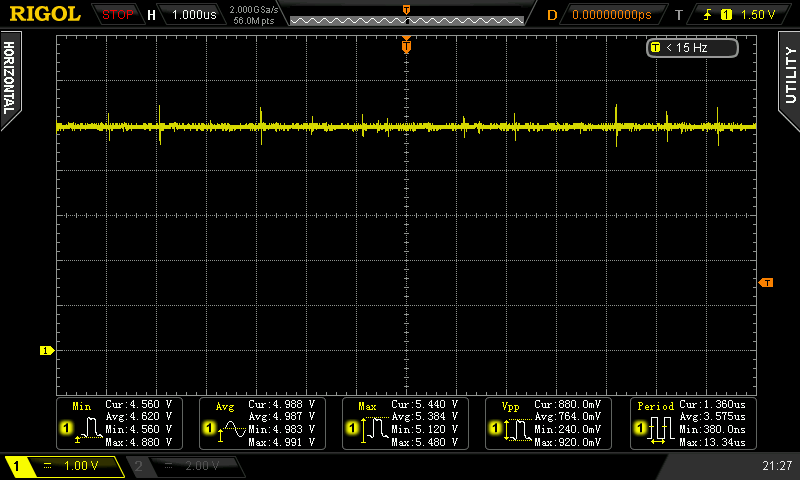 RIGOL STOP H 1.000us 2.000GSa/s 56.0M pts D 0.00000000ps T 1 1.50 V
T
T < 15 Hz
HORIZONTAL
UTILITY
T
T
1
Min Cur: 4.560 V
Avg: 4.620 V
1 Min: 4.560 V
Max: 4.880 V
Avg Cur: 4.988 V
Avg: 4.987 V
1 Min: 4.983 V
Max: 4.991 V
Max Cur: 5.440 V
Avg: 5.384 V
1 Min: 5.120 V
Max: 5.480 V
Vpp Cur: 880.0mV
Avg: 764.0mV
1 Min: 240.0mV
Max: 920.0mV
Period Cur: 1.360us
Avg: 3.575us
1 Min: 380.0ns
Max: 13.34us
1 1.00 V 2 2.00 V 21:27